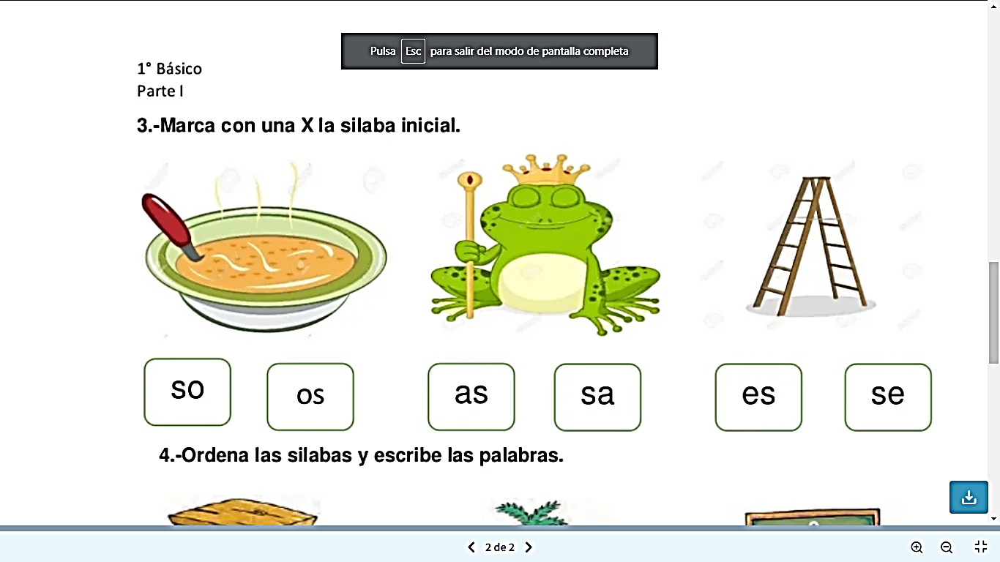 Pulsa Esc para salir del modo de pantalla completa
1° Básico
Parte I
3.-Marca con una X la silaba inicial.
so os as sa es se
4.-Ordena las silabas y escribe las palabras.
2 de 2